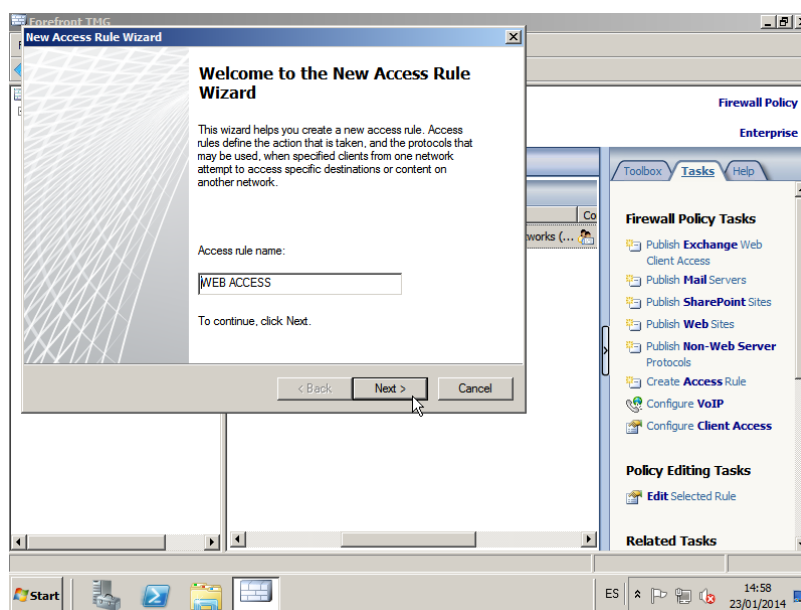 Forefront TMG
New Access Rule Wizard
Welcome to the New Access Rule
Wizard
This wizard helps you create a new access rule. Access
rules define the action that is taken, and the protocols that
may be used, when specified clients from one network
attempt to access specific destinations or content on
another network.
Access rule name:
WEB ACCESS
To continue, click Next.
< Back
Next >
Cancel
Firewall Policy
Enterprise
Co
works (...
Toolbox
Tasks
Help
Firewall Policy Tasks
Publish Exchange Web
Client Access
Publish Mail Servers
Publish SharePoint Sites
Publish Web Sites
Publish Non-Web Server
Protocols
Create Access Rule
Configure VoIP
Configure Client Access
Policy Editing Tasks
Edit Selected Rule
Related Tasks
Start
ES
14:58
23/01/2014